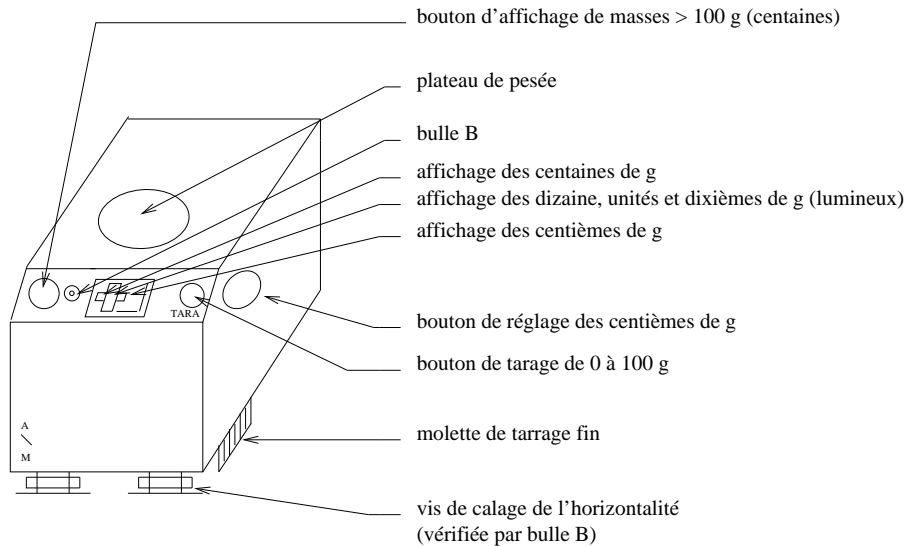 bouton d'affichage de masses > 100 g (centaines)
plateau de pesée
bulle B
affichage des centaines de g
affichage des dizaine, unités et dixièmes de g (lumineux)
affichage des centièmes de g
TARA
bouton de réglage des centièmes de g
bouton de tarage de 0 à 100 g
A
M
molette de tarrage fin
vis de calage de l'horizontalité
(vérifiée par bulle B)